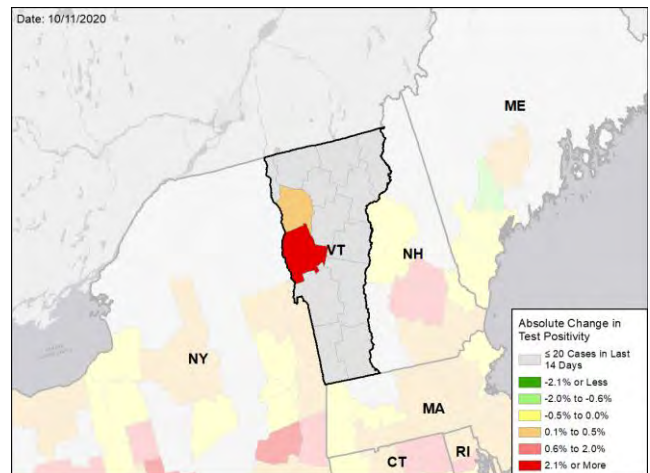 Date: 10/11/2020
ME
VT
NH
NY
MA
CT
RI
Absolute Change in
Test Positivity
≤ 20 Cases in Last
14 Days
-2.1% or Less
-2.0% to -0.6%
-0.5% to 0.0%
0.1% to 0.5%
0.6% to 2.0%
2.1% or More